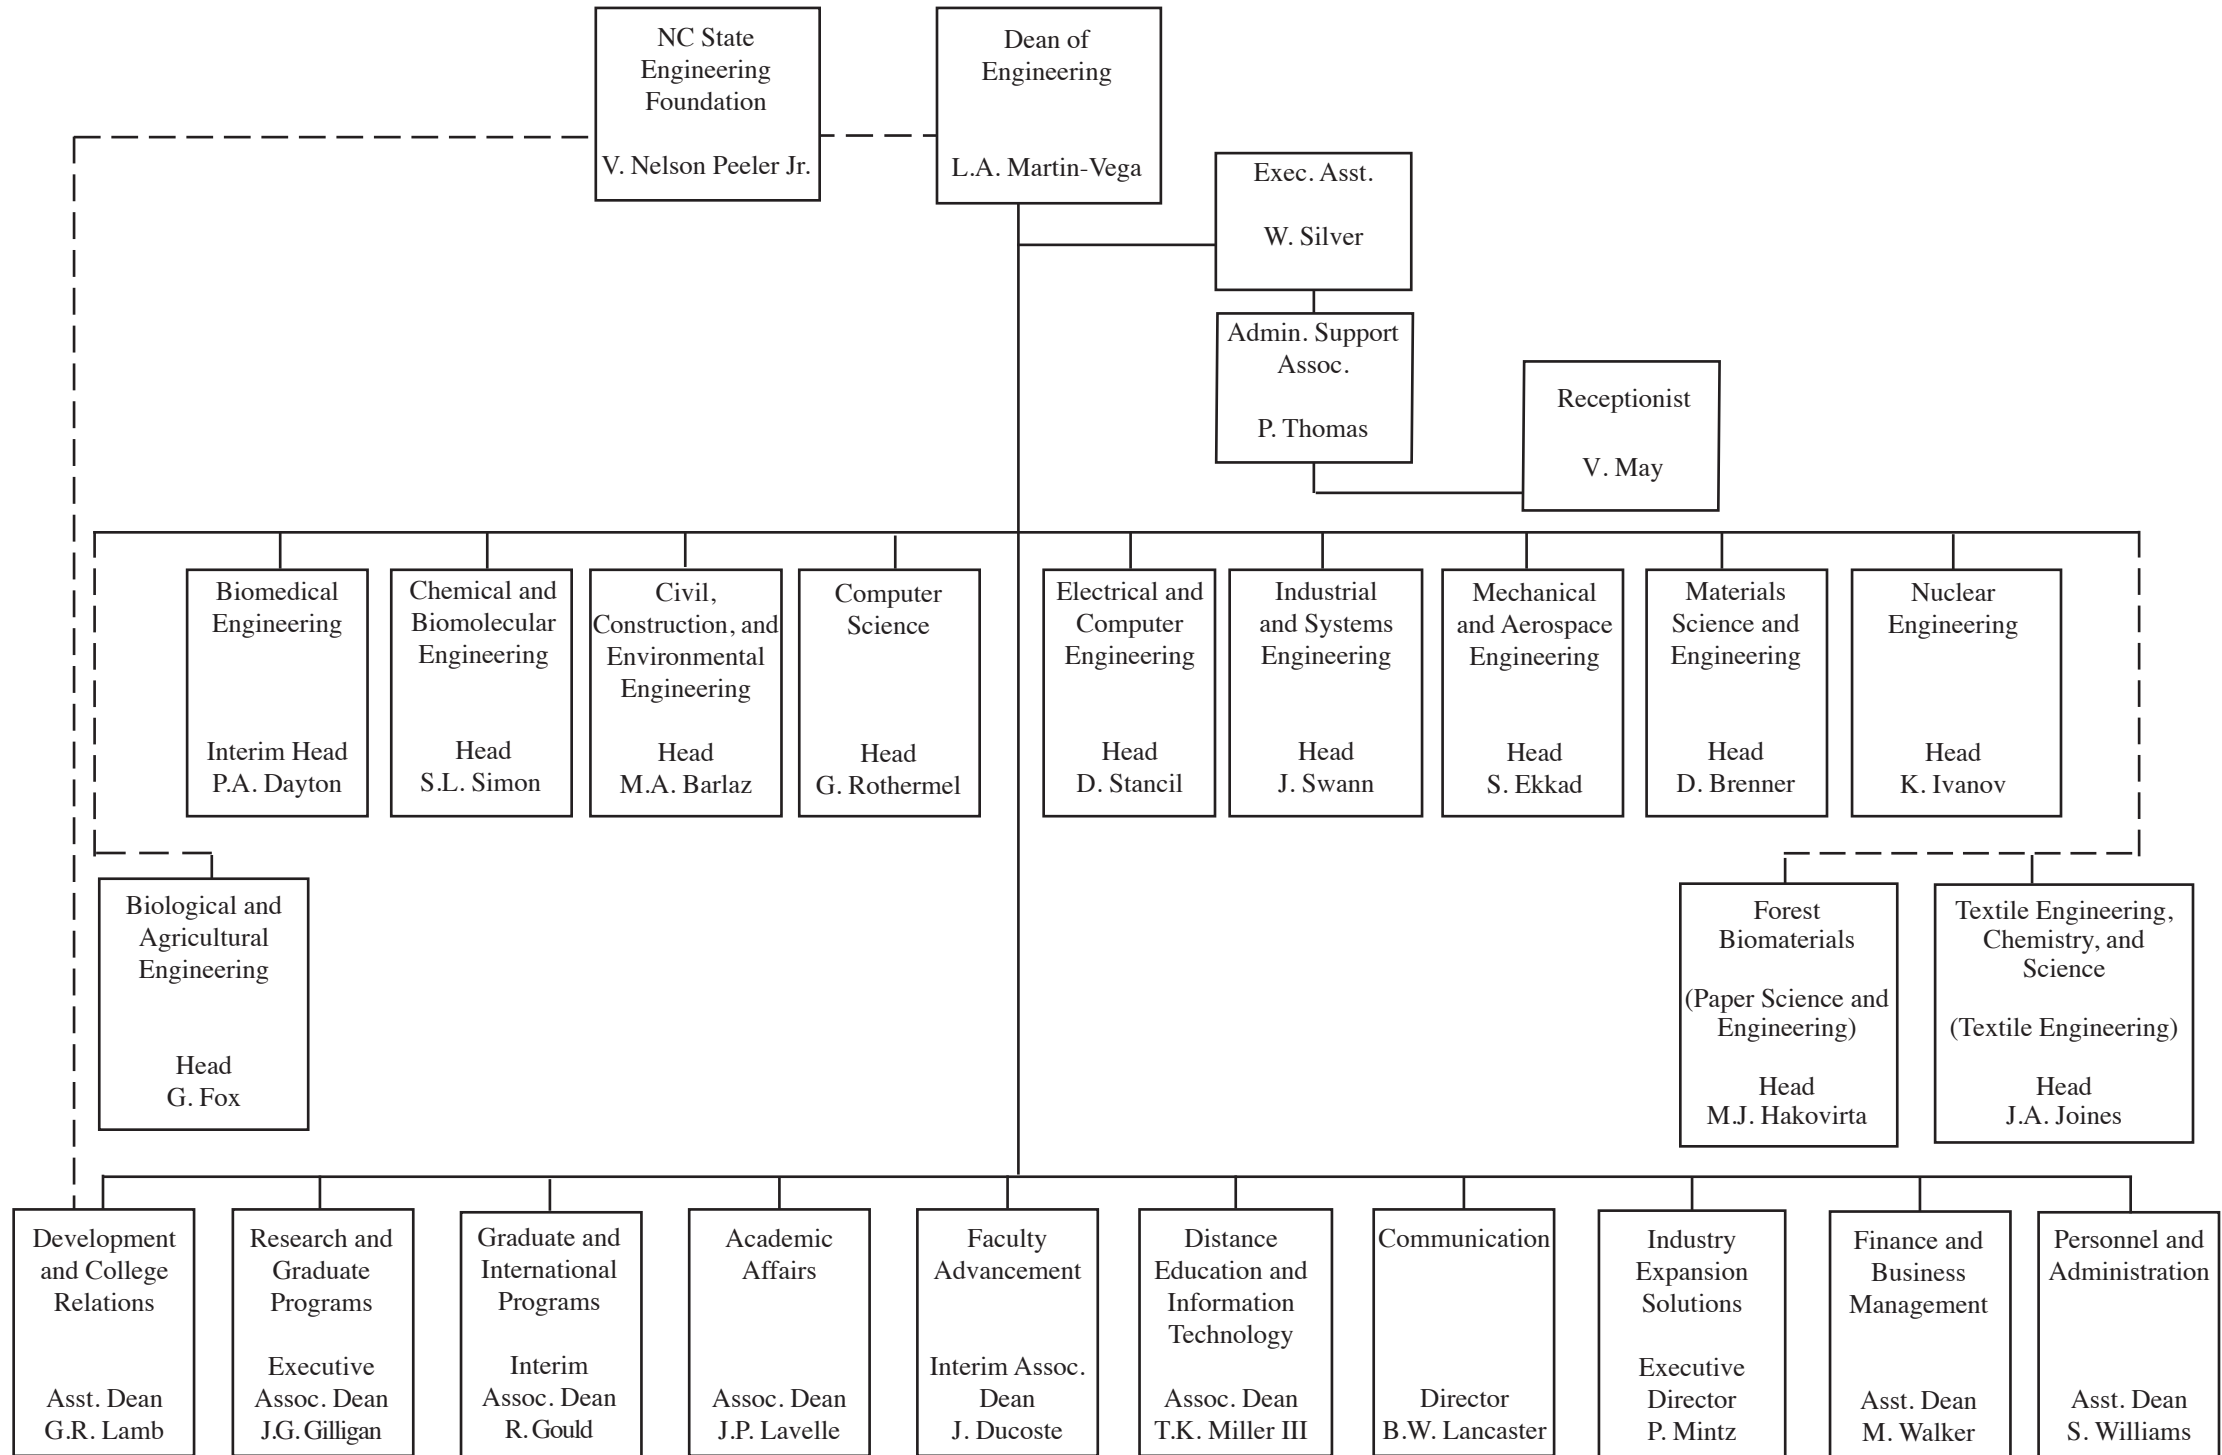 NC State
Engineering
Foundation
V. Nelson Peeler Jr.
Dean of
Engineering
L.A. Martin-Vega
Exec. Asst.
W. Silver
Admin. Support
Assoc.
P. Thomas
Receptionist
V. May
Biomedical
Engineering
Interim Head
P.A. Dayton
Chemical and
Biomolecular
Engineering
Head
S.L. Simon
Civil,
Construction, and
Environmental
Engineering
Head
M.A. Barlaz
Computer
Science
Head
G. Rothermel
Electrical and
Computer
Engineering
Head
D. Stancil
Industrial
and Systems
Engineering
Head
J. Swann
Mechanical
and Aerospace
Engineering
Head
S. Ekkad
Materials
Science and
Engineering
Head
D. Brenner
Nuclear
Engineering
Head
K. Ivanov
Biological and
Agricultural
Engineering
Head
G. Fox
Forest
Biomaterials
(Paper Science and
Engineering)
Head
M.J. Hakovirta
Textile Engineering,
Chemistry, and
Science
(Textile Engineering)
Head
J.A. Joines
Development
and College
Relations
Asst. Dean
G.R. Lamb
Research and
Graduate
Programs
Executive
Assoc. Dean
J.G. Gilligan
Graduate and
International
Programs
Interim
Assoc. Dean
R. Gould
Academic
Affairs
Assoc. Dean
J.P. Lavelle
Faculty
Advancement
Interim Assoc.
Dean
J. Ducoste
Distance
Education and
Information
Technology
Assoc. Dean
T.K. Miller III
Communication
Director
B.W. Lancaster
Industry
Expansion
Solutions
Executive
Director
P. Mintz
Finance and
Business
Management
Asst. Dean
M. Walker
Personnel and
Administration
Asst. Dean
S. Williams